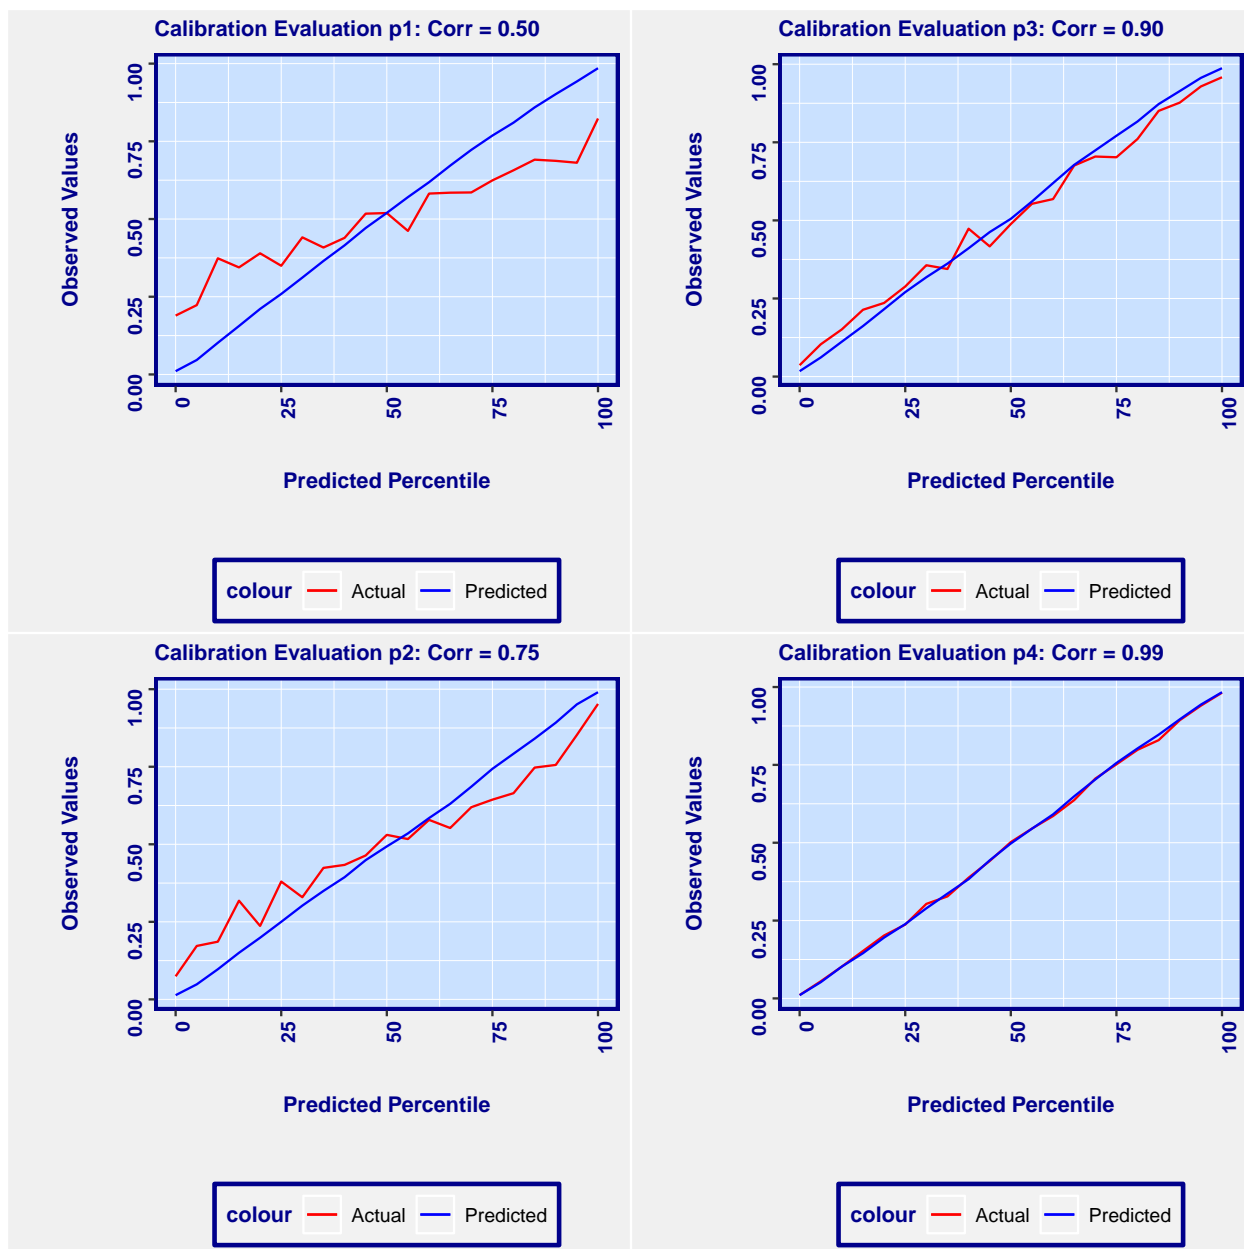 Calibration Evaluation p1: Corr = 0.50
Observed Values
1.00
0.75
0.50
0.25
0.00
0 25 50 75 100
Predicted Percentile
colour Actual Predicted
Calibration Evaluation p3: Corr = 0.90
Observed Values
1.00
0.75
0.50
0.25
0.00
0 25 50 75 100
Predicted Percentile
colour Actual Predicted
Calibration Evaluation p2: Corr = 0.75
Observed Values
1.00
0.75
0.50
0.25
0.00
0 25 50 75 100
Predicted Percentile
colour Actual Predicted
Calibration Evaluation p4: Corr = 0.99
Observed Values
1.00
0.75
0.50
0.25
0.00
0 25 50 75 100
Predicted Percentile
colour Actual Predicted